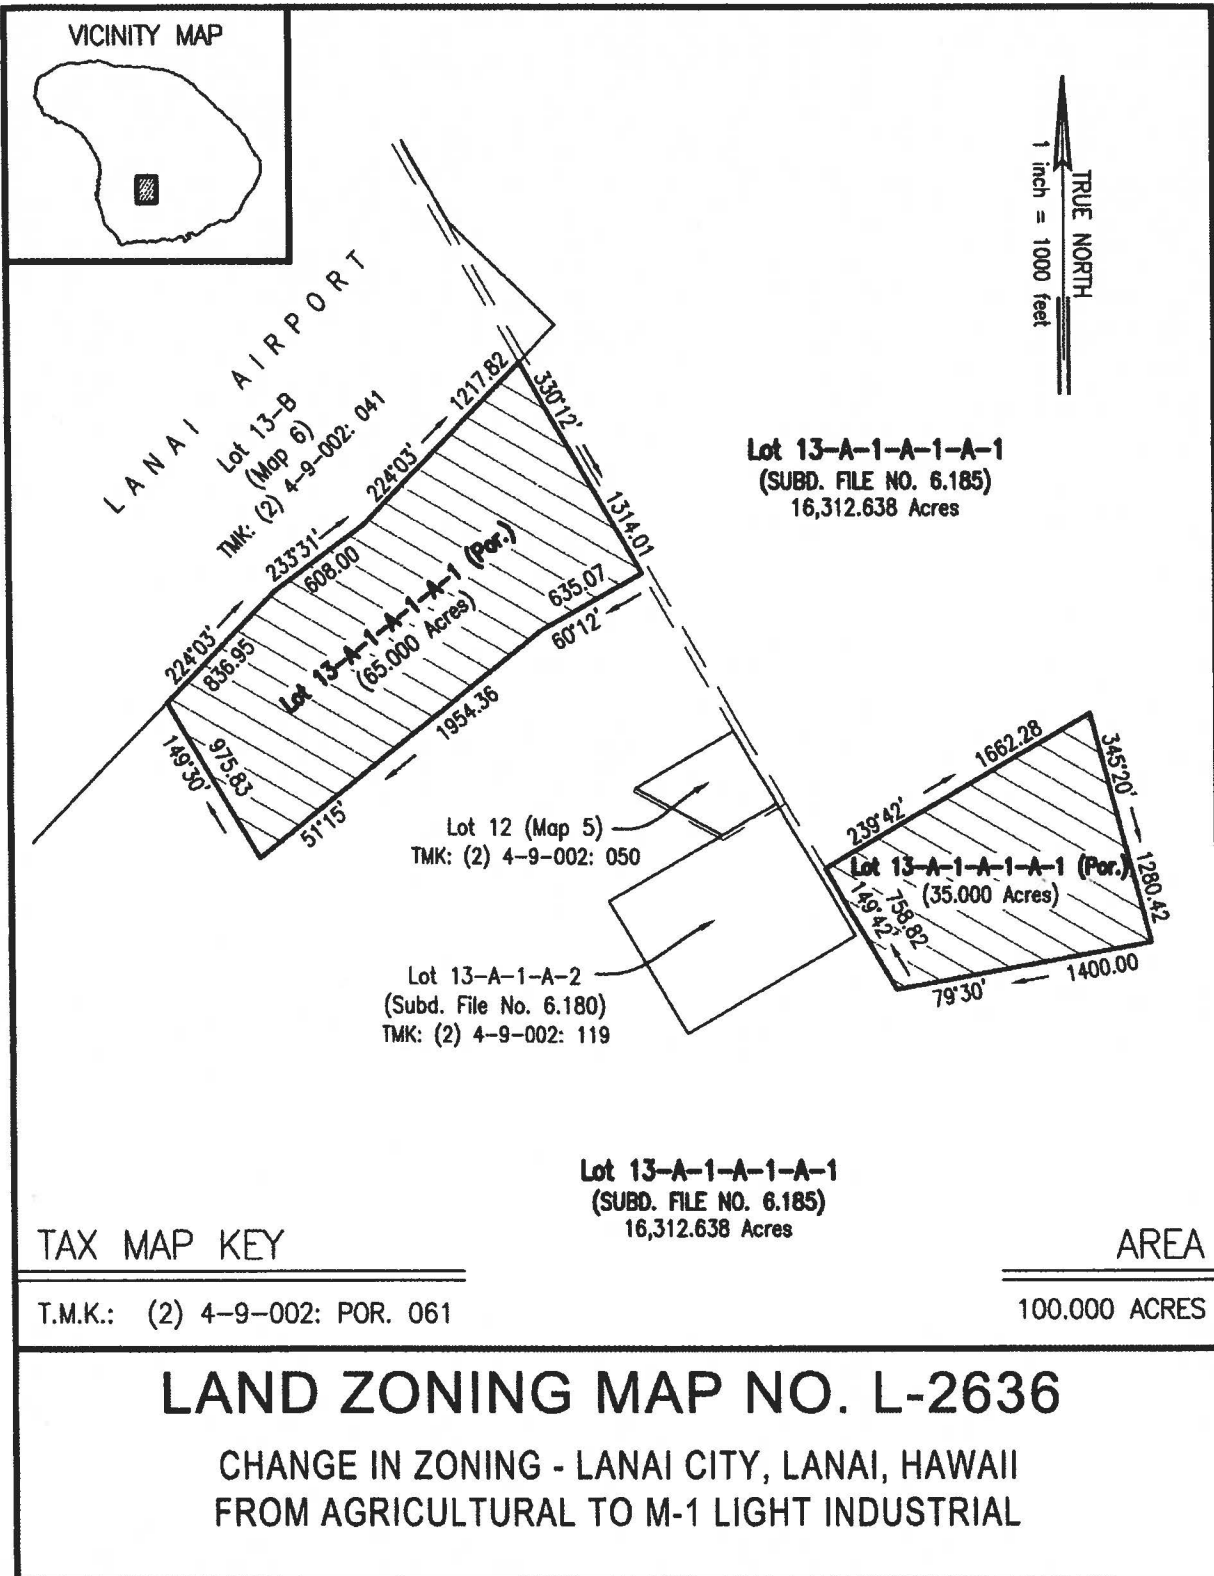 VICINITY MAP
TRUE NORTH
1 inch = 1000 feet
LANAI AIRPORT
Lot 13-B
(Map 6)
TMK: (2) 4-9-002: 041
224°03'
1217.82
330°12'
1314.01
233°31'
608.00
224°03'
836.95
Lot 13-A-1-A-1-A-1 (Por.)
(65.000 Acres)
635.07
60°12'
1954.36
51°15'
975.83
149°30'
Lot 13-A-1-A-1-A-1
(SUBD. FILE NO. 6.185)
16,312.638 Acres
Lot 12 (Map 5)
TMK: (2) 4-9-002: 050
1662.28
239°42'
345°20'
1280.42
Lot 13-A-1-A-1-A-1 (Por.)
(35.000 Acres)
758.82
149°42'
1400.00
79°30'
Lot 13-A-1-A-2
(Subd. File No. 6.180)
TMK: (2) 4-9-002: 119
Lot 13-A-1-A-1-A-1
(SUBD. FILE NO. 6.185)
16,312.638 Acres
TAX MAP KEY
AREA
T.M.K.: (2) 4-9-002: POR. 061
100.000 ACRES
LAND ZONING MAP NO. L-2636
CHANGE IN ZONING - LANAI CITY, LANAI, HAWAII
FROM AGRICULTURAL TO M-1 LIGHT INDUSTRIAL